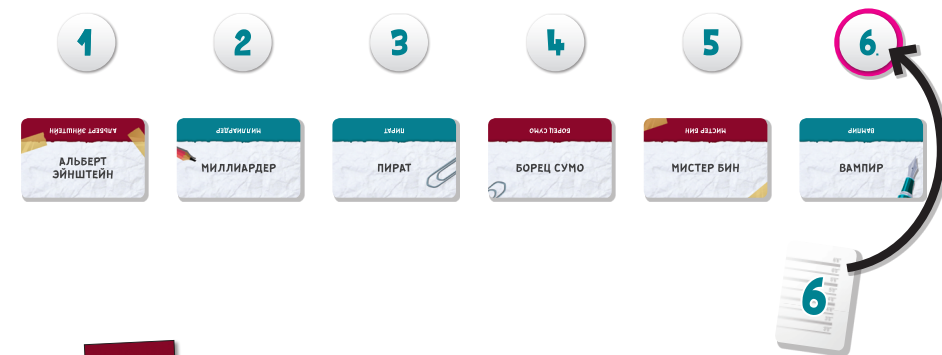 1 2 3 4 5 6.
АЛЬБЕРТ ЭЙНШТЕЙН МИЛЛИАРДЕР ПИРАТ БОРЕЦ СУМО МИСТЕР БИН ВАМПИР
АЛЬБЕРТ
ЭЙНШТЕЙН
МИЛЛИАРДЕР
ПИРАТ
БОРЕЦ СУМО
МИСТЕР БИН
ВАМПИР
6